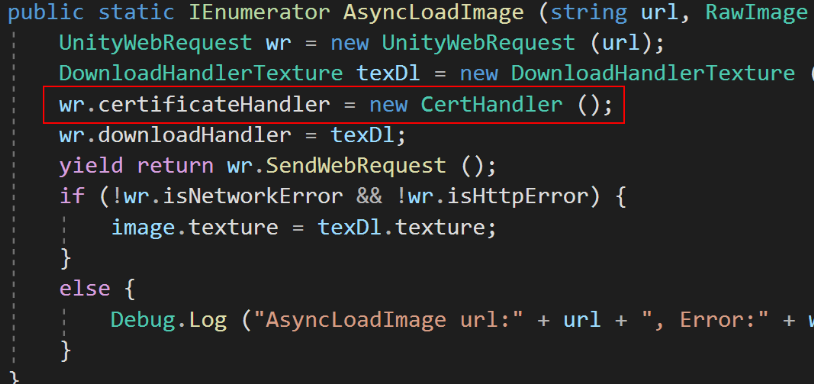 public static IEnumerator AsyncLoadImage (string url, RawImage
UnityWebRequest wr = new UnityWebRequest (url);
DownloadHandlerTexture texDl = new DownloadHandlerTexture (
wr.certificateHandler = new CertHandler ();
wr.downloadHandler = texDl;
yield return wr.SendWebRequest ();
if (!wr.isNetworkError && !wr.isHttpError) {
image.texture = texDl.texture;
}
else {
Debug.Log ("AsyncLoadImage url:" + url + ", Error:" + w
}
}